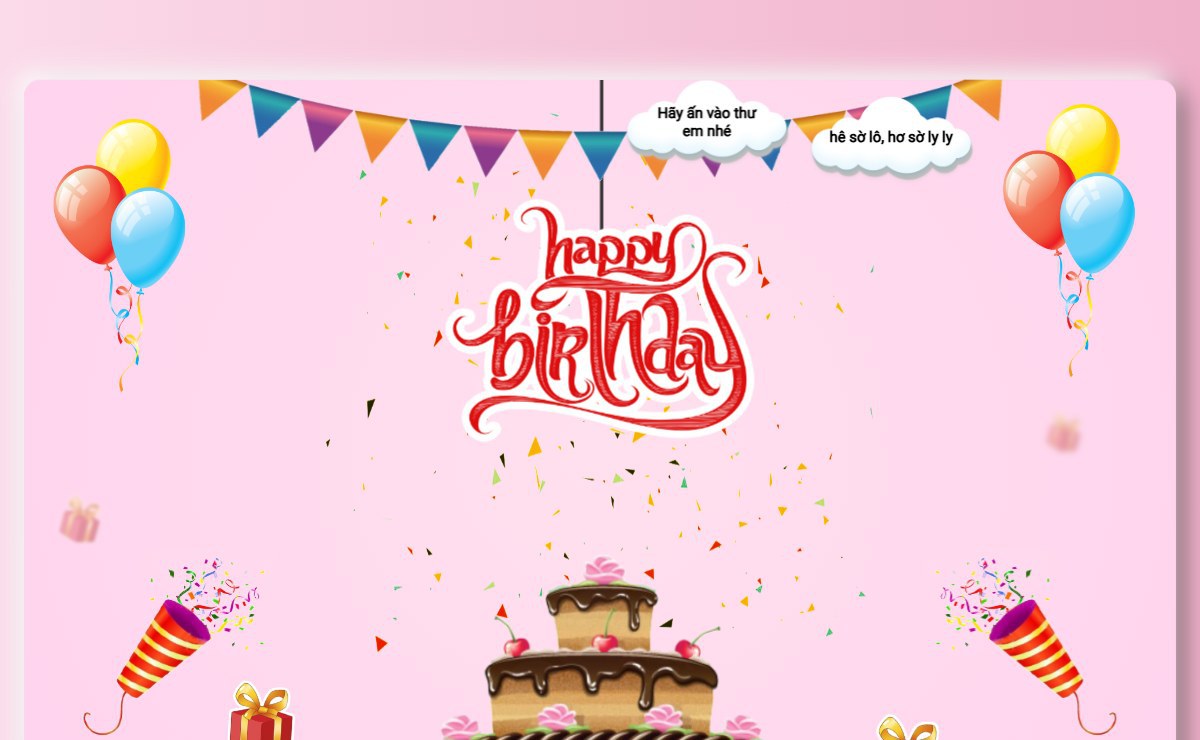 Hãy ấn vào thư
em nhé
hê sờ lô, hơ sờ ly ly
happy
birthday